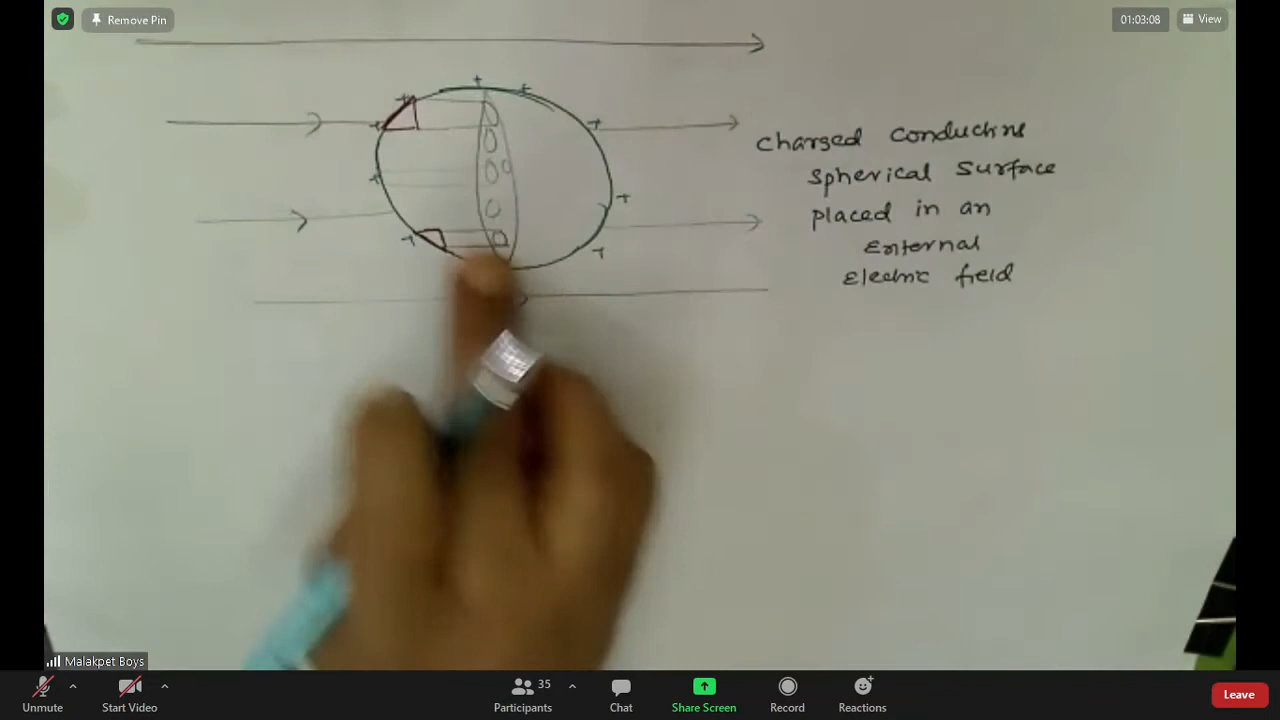 Remove Pin
01:03:08
View
charged conducting
spherical surface
placed in an
External
Electric field
Malakpet Boys
Unmute
Start Video
35
Participants
Chat
Share Screen
Record
Reactions
Leave